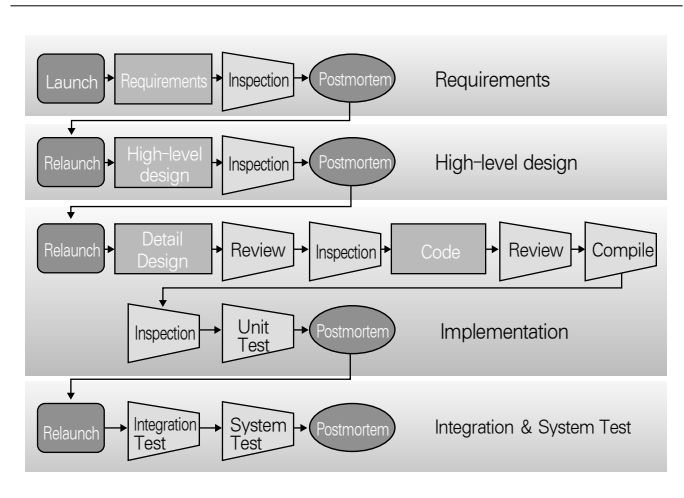 Launch
Requirements
Inspection
Postmortem
Requirements
Relaunch
High-level
design
Inspection
Postmortem
High-level design
Relaunch
Detail
Design
Review
Inspection
Code
Review
Compile
Inspection
Unit
Test
Postmortem
Implementation
Relaunch
Integration
Test
System
Test
Postmortem
Integration & System Test